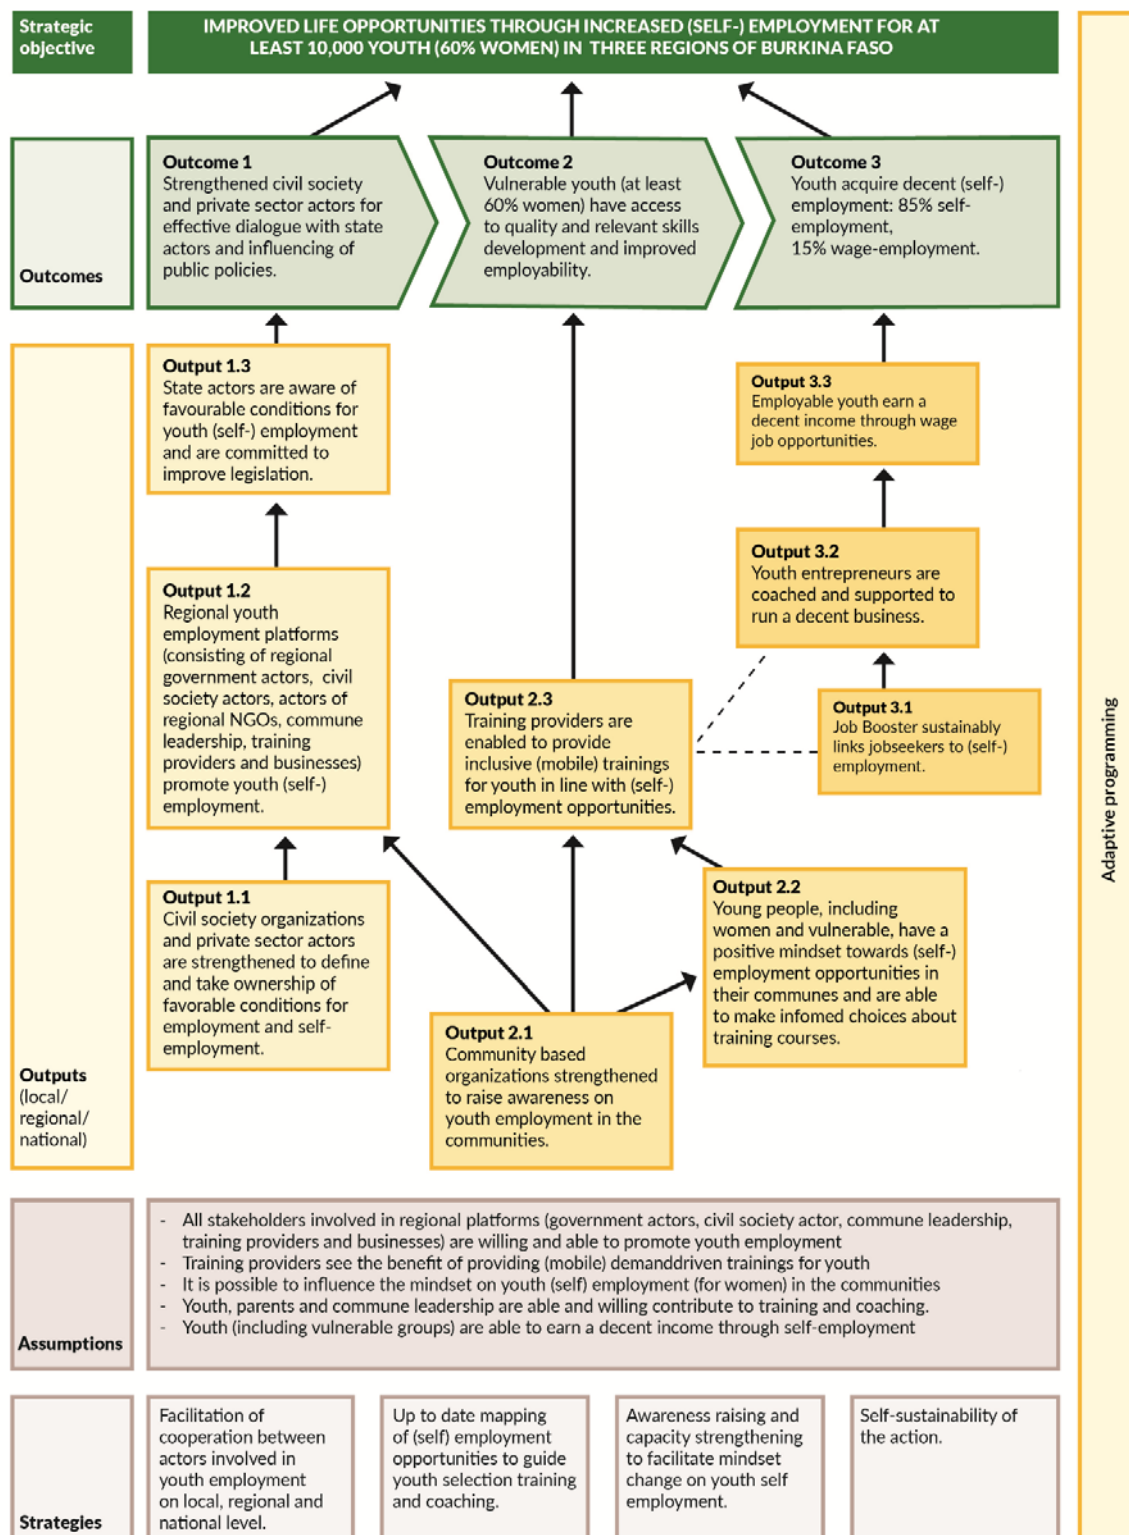 Strategic
objective
IMPROVED LIFE OPPORTUNITIES THROUGH INCREASED (SELF-) EMPLOYMENT FOR AT
LEAST 10,000 YOUTH (60% WOMEN) IN THREE REGIONS OF BURKINA FASO
Outcomes
Outcome 1
Strengthened civil society
and private sector actors for
effective dialogue with state
actors and influencing of
public policies.
Outcome 2
Vulnerable youth (at least
60% women) have access
to quality and relevant skills
development and improved
employability.
Outcome 3
Youth acquire decent (self-)
employment: 85% self-
employment,
15% wage-employment.
Outputs
(local/
regional/
national)
Output 1.3
State actors are aware of
favourable conditions for
youth (self-) employment
and are committed to
improve legislation.
Output 1.2
Regional youth
employment platforms
(consisting of regional
government actors, civil
society actors, actors of
regional NGOs, commune
leadership, training
providers and businesses)
promote youth (self-)
employment.
Output 1.1
Civil society organizations
and private sector actors
are strengthened to define
and take ownership of
favorable conditions for
employment and self-
employment.
Output 2.3
Training providers are
enabled to provide
inclusive (mobile) trainings
for youth in line with (self-)
employment opportunities.
Output 2.1
Community based
organizations strengthened
to raise awareness on
youth employment in the
communities.
Output 2.2
Young people, including
women and vulnerable, have a
positive mindset towards (self-)
employment opportunities in
their communes and are able
to make infomed choices about
training courses.
Output 3.3
Employable youth earn a
decent income through wage
job opportunities.
Output 3.2
Youth entrepreneurs are
coached and supported to
run a decent business.
Output 3.1
Job Booster sustainably
links jobseekers to (self-)
employment.
Adaptive programming
Assumptions
- All stakeholders involved in regional platforms (government actors, civil society actor, commune leadership,
training providers and businesses) are willing and able to promote youth employment
- Training providers see the benefit of providing (mobile) demanddriven trainings for youth
- It is possible to influence the mindset on youth (self) employment (for women) in the communities
- Youth, parents and commune leadership are able and willing contribute to training and coaching.
- Youth (including vulnerable groups) are able to earn a decent income through self-employment
Strategies
Facilitation of
cooperation between
actors involved in
youth employment
on local, regional and
national level.
Up to date mapping
of (self) employment
opportunities to guide
youth selection training
and coaching.
Awareness raising and
capacity strengthening
to facilitate mindset
change on youth self
employment.
Self-sustainability of
the action.